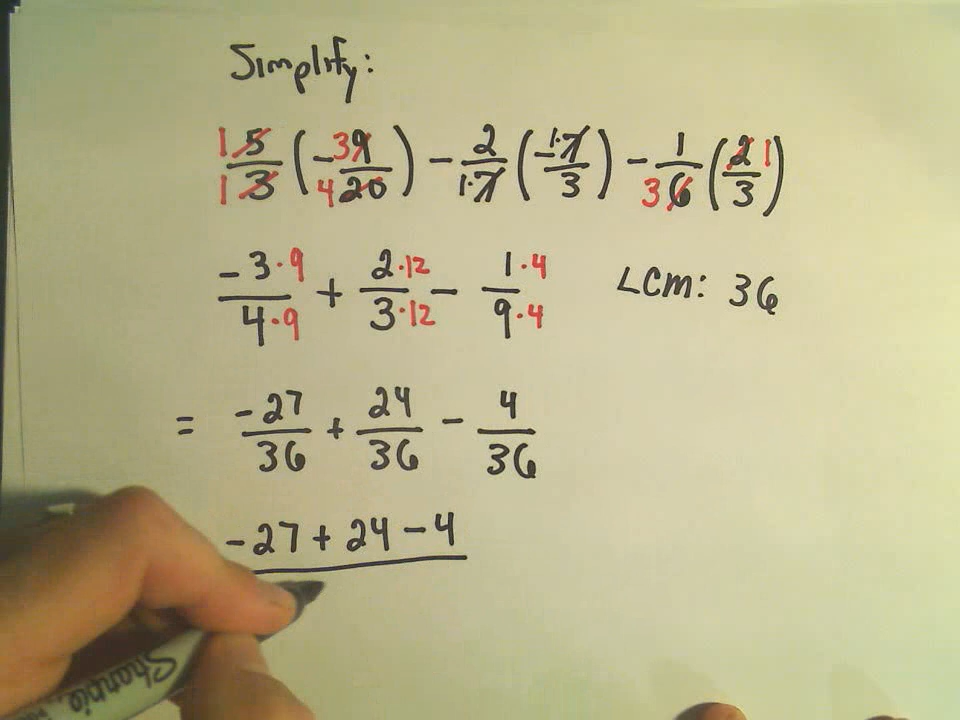 Simplify:
1 5/1 3 (-3 9/4 20) - 2/1·7 (-1·7/3) - 1/3 6 (2 1/3)
-3·9/4·9 + 2·12/3·12 - 1·4/9·4 LCM: 36
= -27/36 + 24/36 - 4/36
-27 + 24 - 4
Sharpie